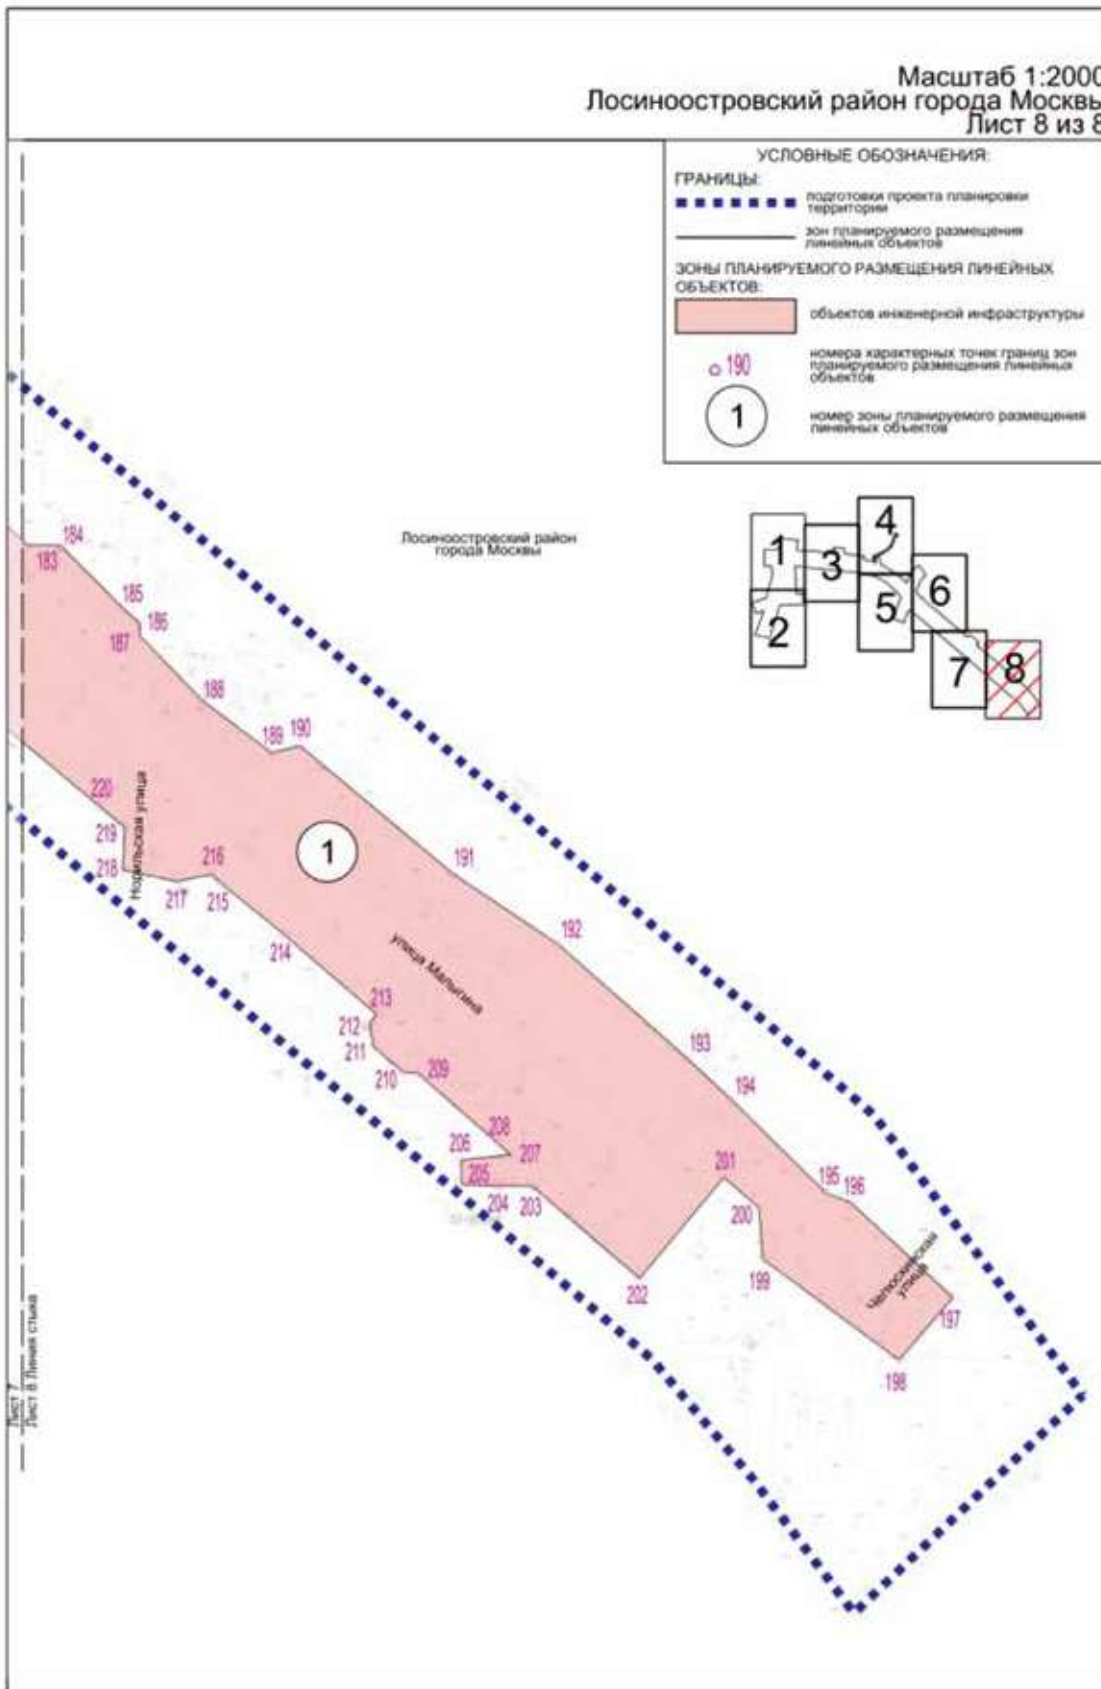 Масштаб 1:2000
Лосиноостровский район города Москвы
Лист 8 из 8
УСЛОВНЫЕ ОБОЗНАЧЕНИЯ:
ГРАНИЦЫ:
подготовки проекта планировки
территории
зон планируемого размещения
линейных объектов
ЗОНЫ ПЛАНИРУЕМОГО РАЗМЕЩЕНИЯ ЛИНЕЙНЫХ
ОБЪЕКТОВ:
объектов инженерной инфраструктуры
190
номера характерных точек границ зон
планируемого размещения линейных
объектов
1
номер зоны планируемого размещения
линейных объектов
1
2
3
4
5
6
7
8
Лосиноостровский район
города Москвы
184
183
185
186
187
188
189
190
220
219
218
Норильская улица
217
216
215
214
1
191
192
улица Малыгина
213
212
211
210
209
193
194
208
207
206
205
204
203
202
201
200
199
195
196
Челюскинская
улица
197
198
Лист 7
Лист 8 Линия стыка